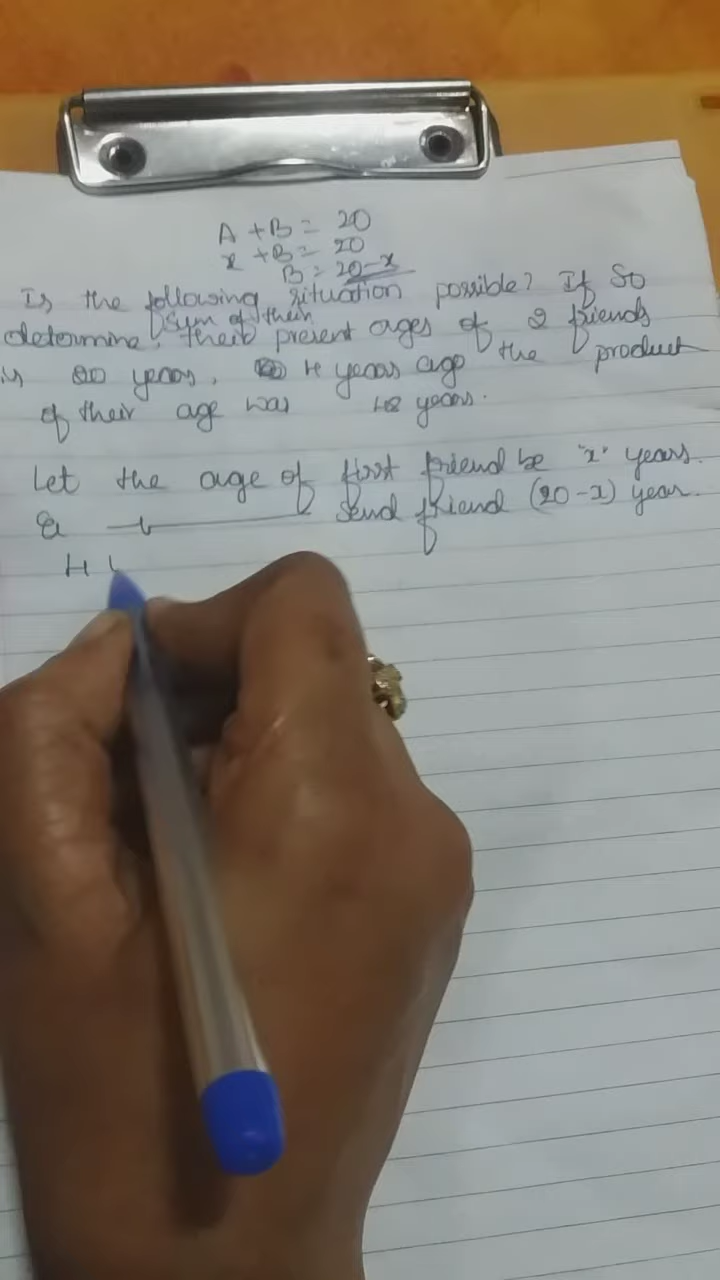 A + B = 20
x + B = 20
B = 20-x
Is the following situation possible? If so
sum of their
determine, their present ages of 2 friends
is 20 years, 4 years ago the product
of their age was 48 years.
Let the age of first friend be "x" years.
friend (20-x) year.
4